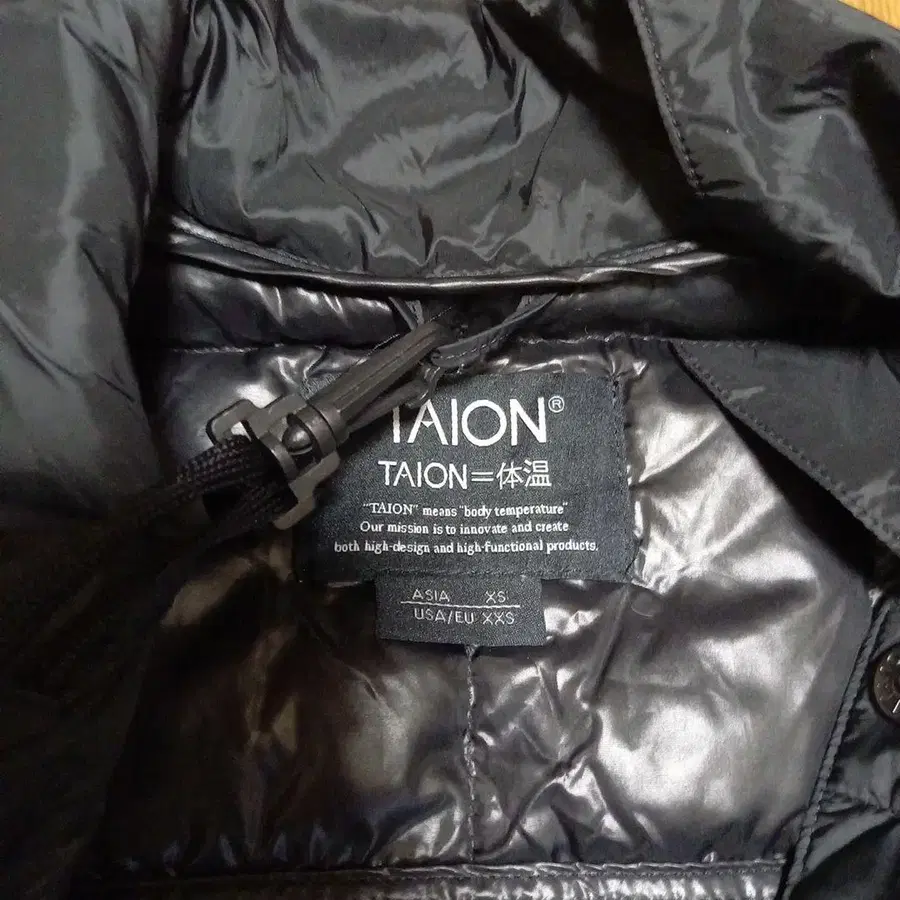 TAION®
TAION=体温
"TAION" means "body temperature"
Our mission is to innovate and create
both high-design and high-functional products.
ASIA XS
USA/EU XXS